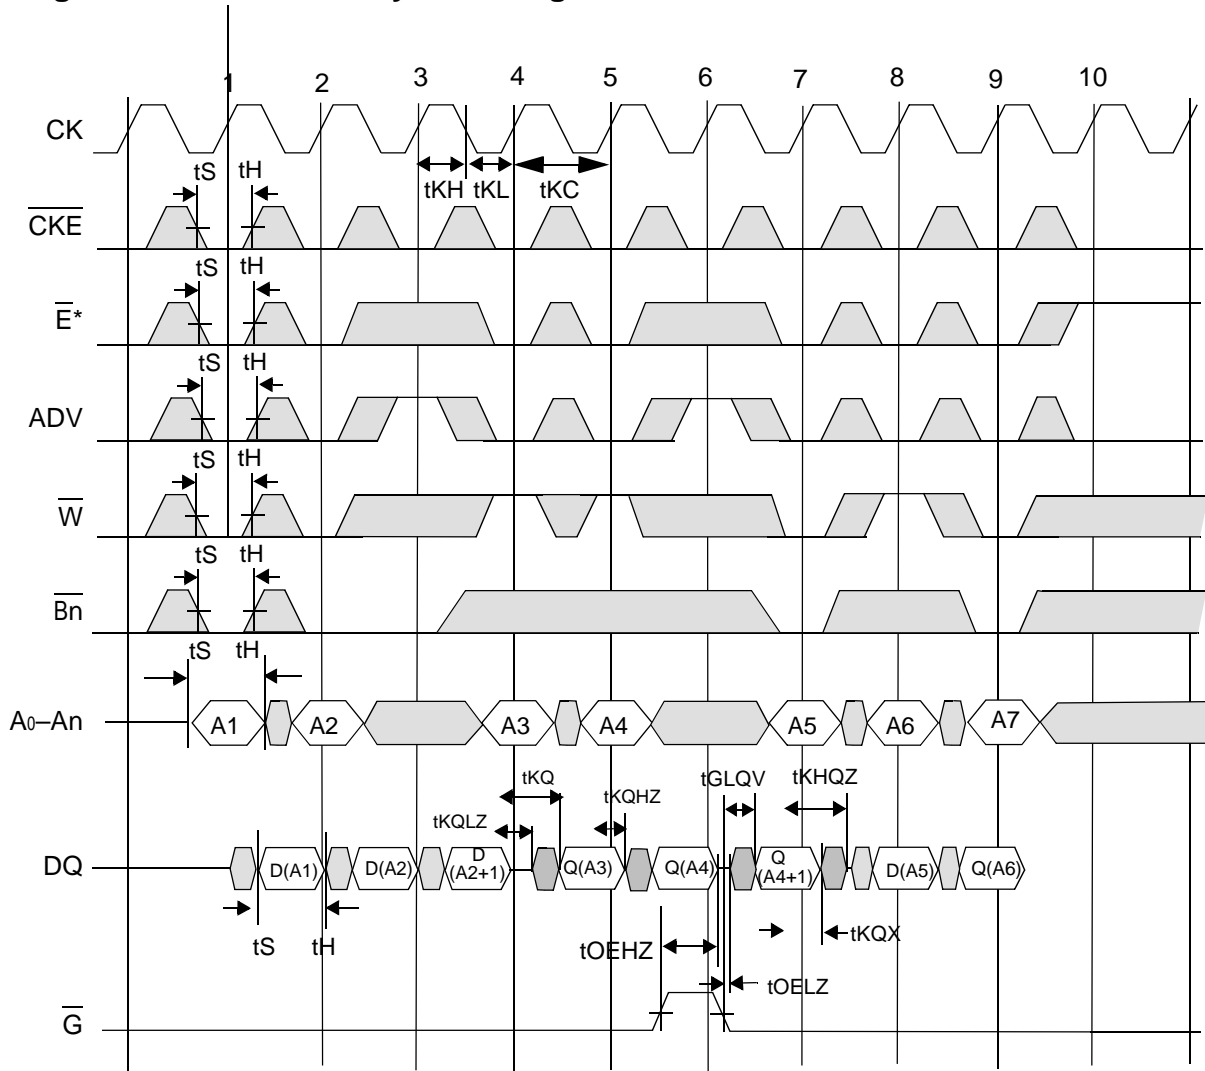 1 2 3 4 5 6 7 8 9 10
CK
tS tH tKH tKL tKC
CKE
tS tH
E*
tS tH
ADV
tS tH
W
tS tH
Bn
tS tH
A0–An A1 A2 A3 A4 A5 A6 A7
tKQ tGLQV tKHQZ
tKQLZ tKQHZ
DQ D(A1) D(A2) D (A2+1) Q(A3) Q(A4) Q (A4+1) D(A5) Q(A6)
tS tH tOEHZ tKQX
tOELZ
G